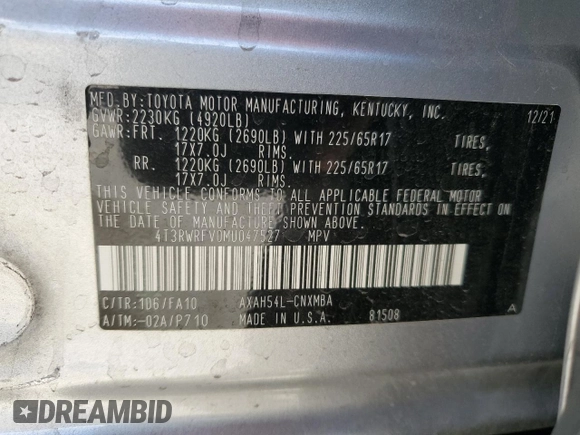 MFD.BY:TOYOTA MOTOR MANUFACTURING, KENTUCKY, INC.
GVWR:2230KG (4920LB) 12/21
GAWR:FRT. 1220KG (2690LB) WITH 225/65R17 TIRES,
17X7.0J RIMS.
RR. 1220KG (2690LB) WITH 225/65R17 TIRES,
17X7.0J RIMS.
THIS VEHICLE CONFORMS TO ALL APPLICABLE FEDERAL MOTOR
VEHICLE SAFETY AND THEFT PREVENTION STANDARDS IN EFFECT ON
THE DATE OF MANUFACTURE SHOWN ABOVE.
4T3RWRFV0MU047527 MPV
C/TR:1D6/FA10 AXAH54L-CNXMBA A
A/TM:-02A/P710 MADE IN U.S.A. 81508
DREAMBID